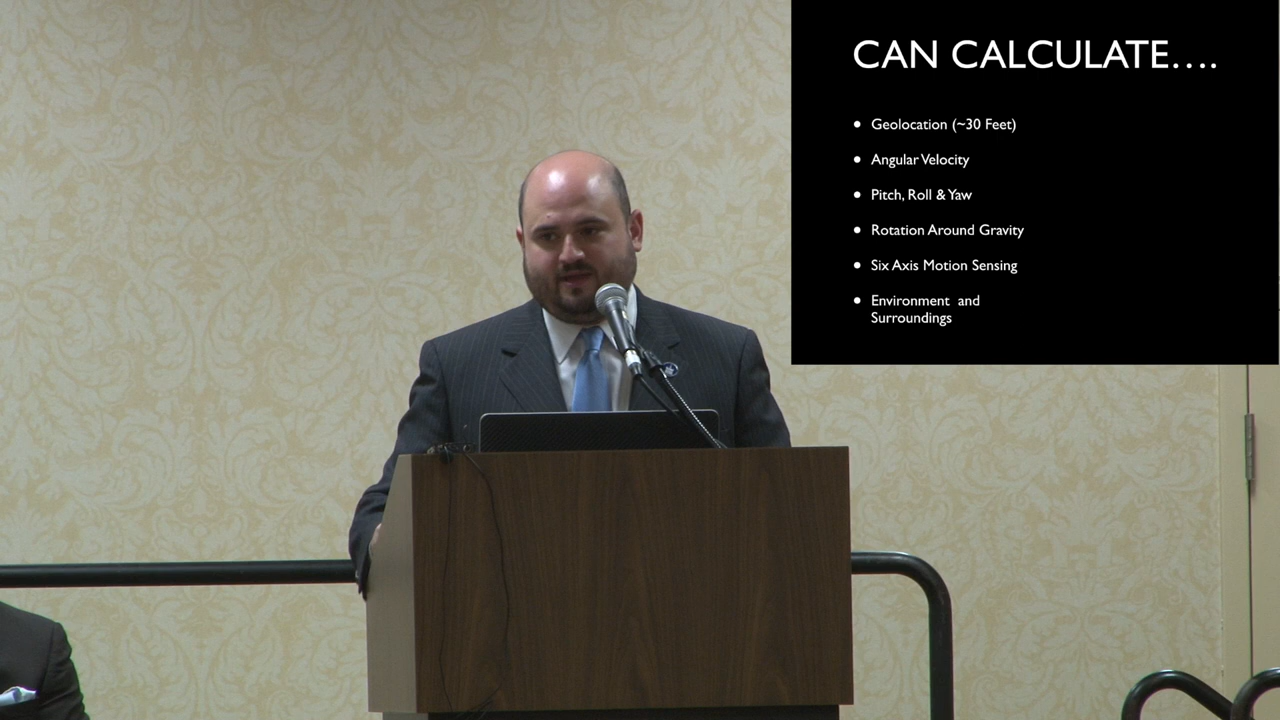 CAN CALCULATE....
• Geolocation (~30 Feet)
• Angular Velocity
• Pitch, Roll & Yaw
• Rotation Around Gravity
• Six Axis Motion Sensing
• Environment and
Surroundings